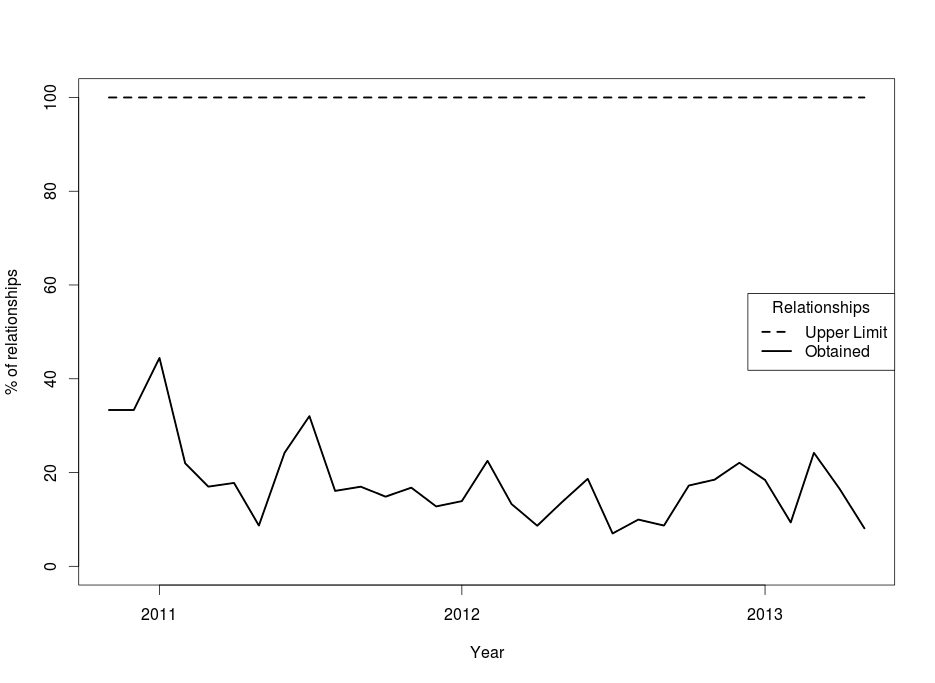 100
80
60
40
20
0
% of relationships
Relationships
Upper Limit
Obtained
2011
2012
2013
Year